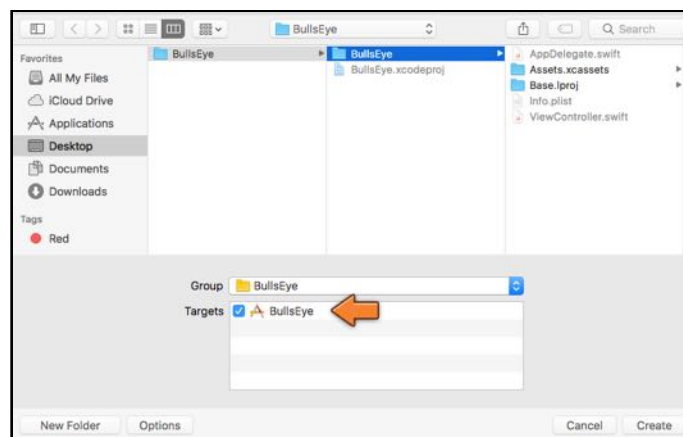 BullsEye
Search
Favorites
All My Files
iCloud Drive
Applications
Desktop
Documents
Downloads
Tags
Red
BullsEye
BullsEye
BullsEye.xcodeproj
AppDelegate.swift
Assets.xcassets
Base.lproj
Info.plist
ViewController.swift
Group BullsEye
Targets BullsEye
New Folder Options Cancel Create